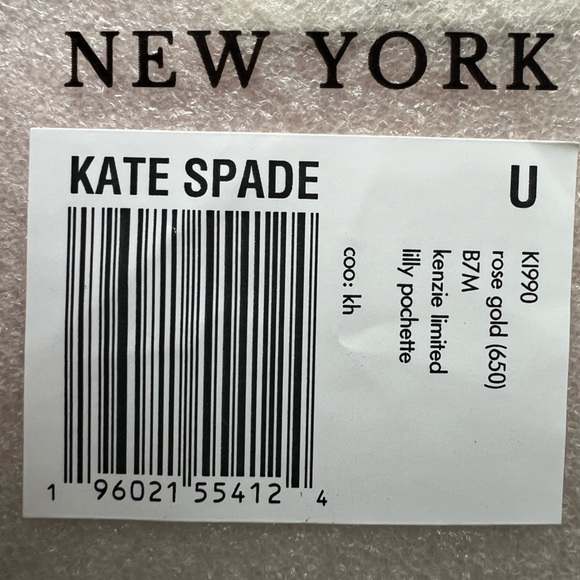 NEW YORK
KATE SPADE
U
KI990
rose gold (650)
B7M
kenzie limited
lilly pochette
coo: kh
1 96021 55412 4